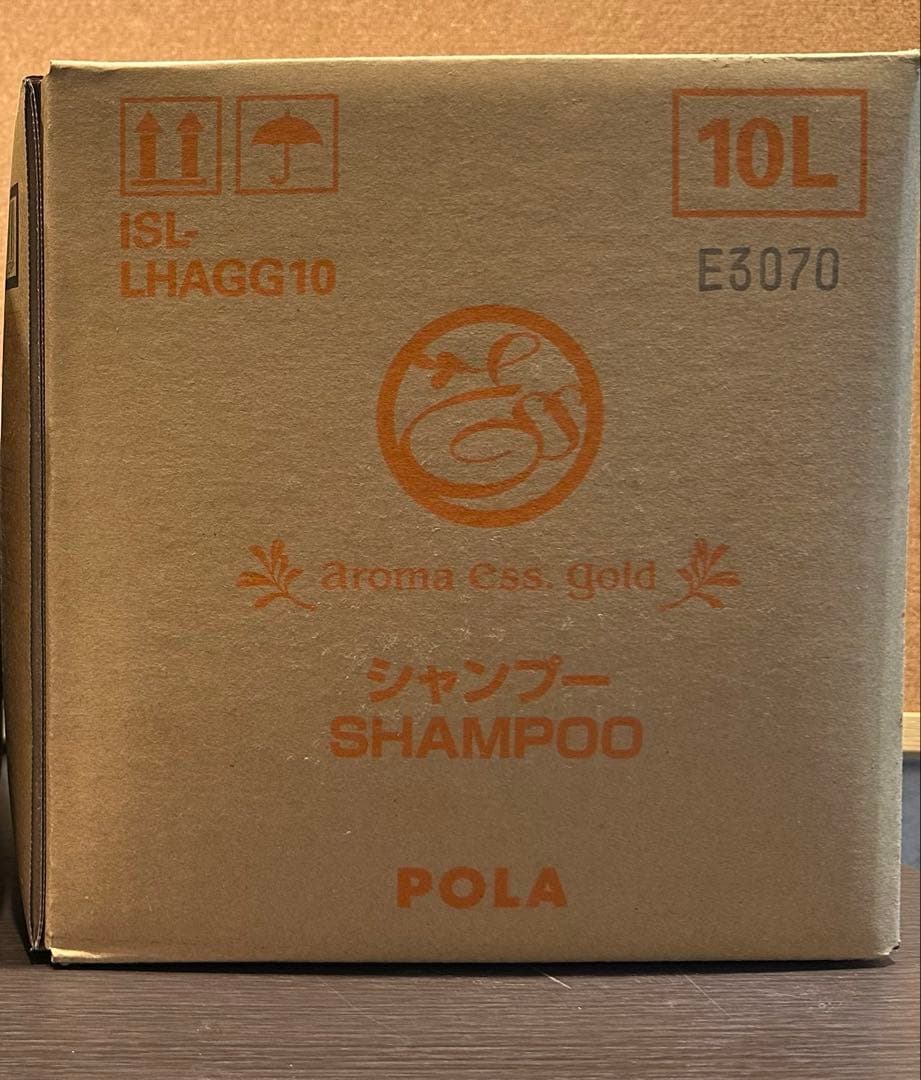 10L
ISL-
LHAGG10
E3070
aroma ess. gold
シャンプー
SHAMPOO
POLA